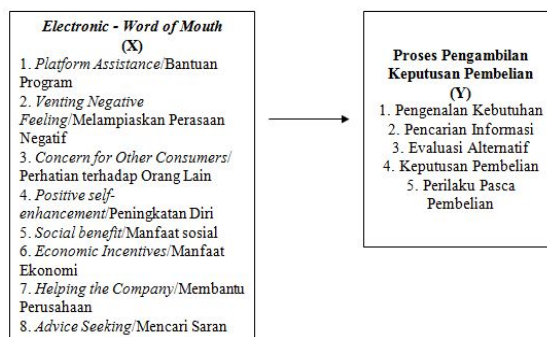 Electronic - Word of Mouth
(X)
1. Platform Assistance/Bantuan
Program
2. Venting Negative
Feeling/Melampiaskan Perasaan
Negatif
3. Concern for Other Consumers/
Perhatian terhadap Orang Lain
4. Positive self-
enhancement/Peningkatan Diri
5. Social benefit/Manfaat sosial
6. Economic Incentives/Manfaat
Ekonomi
7. Helping the Company/Membantu
Perusahaan
8. Advice Seeking/Mencari Saran
Proses Pengambilan
Keputusan Pembelian
(Y)
1. Pengenalan Kebutuhan
2. Pencarian Informasi
3. Evaluasi Alternatif
4. Keputusan Pembelian
5. Perilaku Pasca
Pembelian